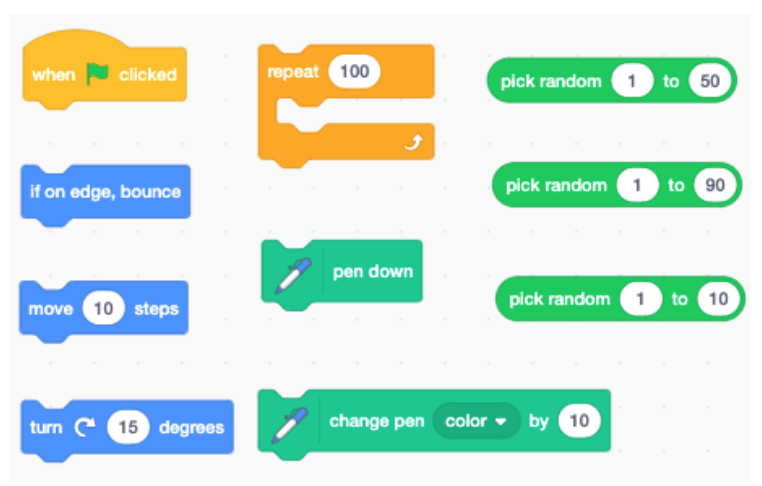 when clicked
repeat 100
pick random 1 to 50
if on edge, bounce
pick random 1 to 90
pen down
move 10 steps
pick random 1 to 10
turn 15 degrees
change pen color by 10